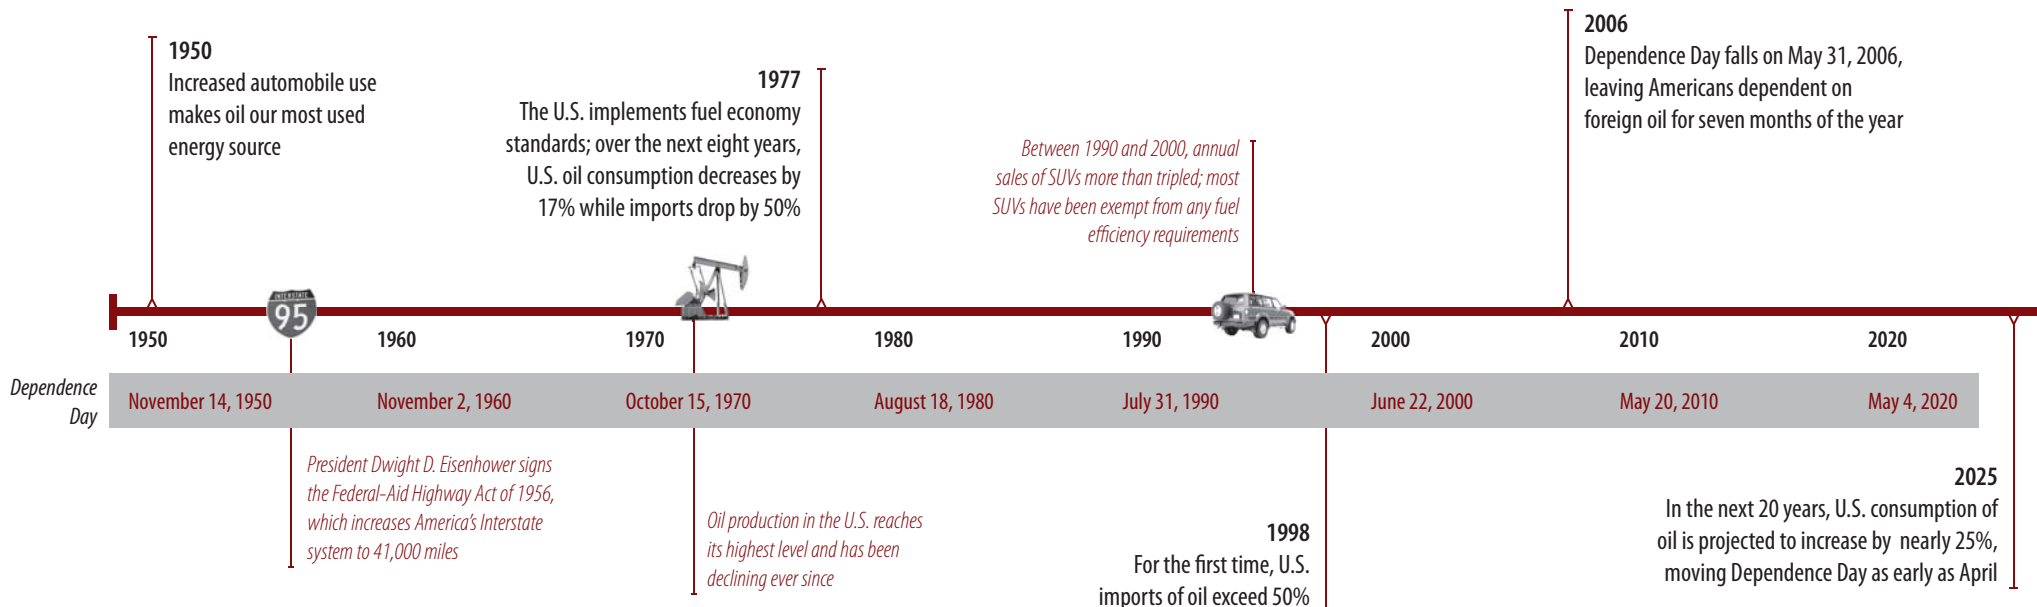 1950
Increased automobile use
makes oil our most used
energy source
1977
The U.S. implements fuel economy
standards; over the next eight years,
U.S. oil consumption decreases by
17% while imports drop by 50%
Between 1990 and 2000, annual
sales of SUVs more than tripled; most
SUVs have been exempt from any fuel
efficiency requirements
2006
Dependence Day falls on May 31, 2006,
leaving Americans dependent on
foreign oil for seven months of the year
INTERSTATE
95
1950 1960 1970 1980 1990 2000 2010 2020
Dependence
Day
November 14, 1950 November 2, 1960 October 15, 1970 August 18, 1980 July 31, 1990 June 22, 2000 May 20, 2010 May 4, 2020
President Dwight D. Eisenhower signs
the Federal-Aid Highway Act of 1956,
which increases America's Interstate
system to 41,000 miles
Oil production in the U.S. reaches
its highest level and has been
declining ever since
1998
For the first time, U.S.
imports of oil exceed 50%
2025
In the next 20 years, U.S. consumption of
oil is projected to increase by nearly 25%,
moving Dependence Day as early as April